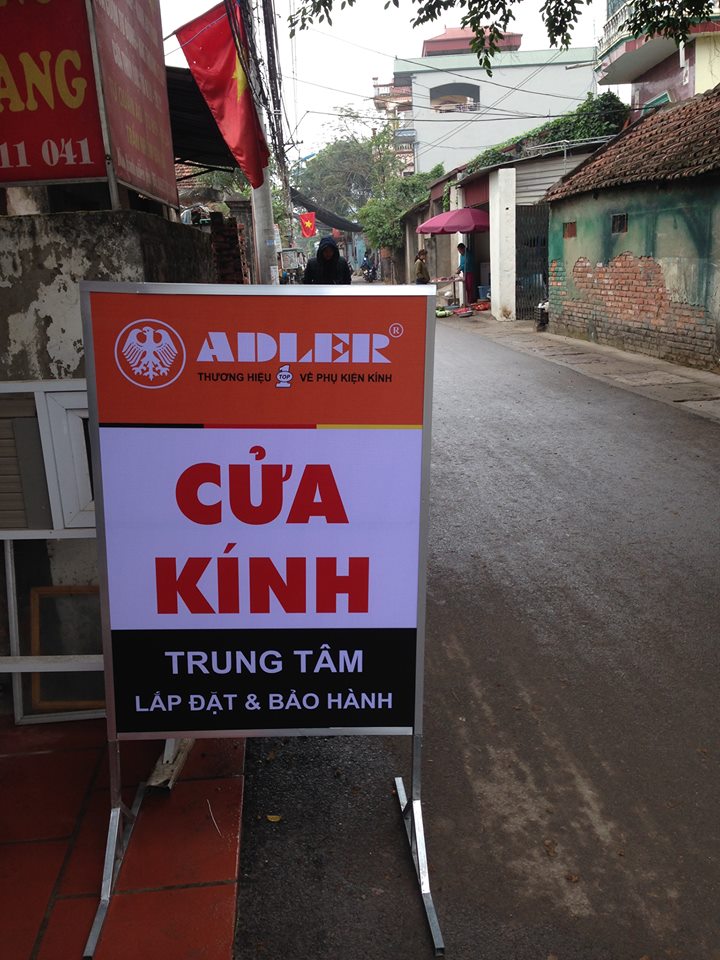 ANG
11 041
ADLER®
THƯƠNG HIỆU TOP 1 VỀ PHỤ KIỆN KÍNH
CỬA
KÍNH
TRUNG TÂM
LẮP ĐẶT & BẢO HÀNH